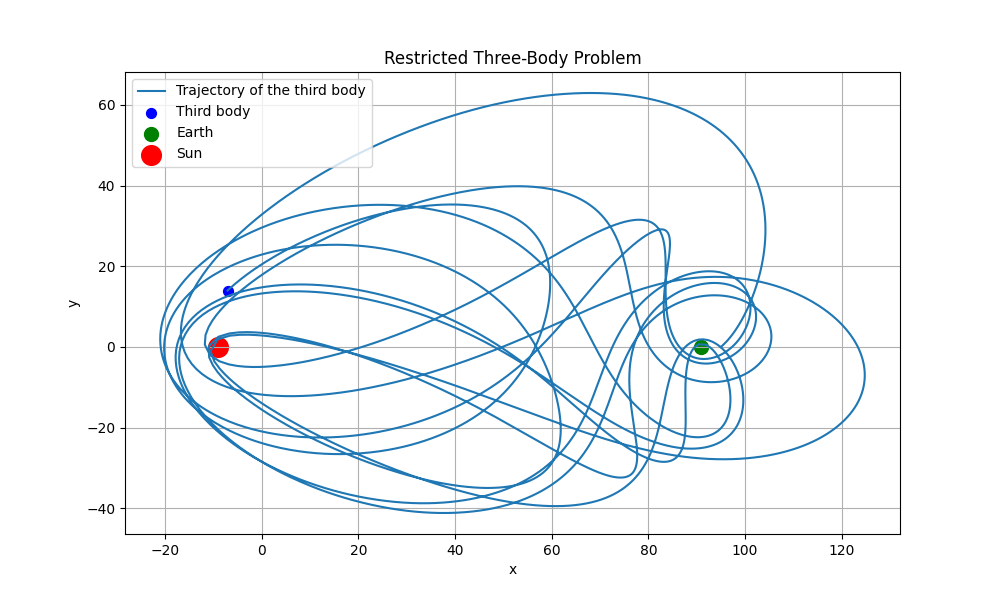 Restricted Three-Body Problem
Trajectory of the third body
Third body
Earth
Sun
y
60
40
20
0
−20
−40
−20 0 20 40 60 80 100 120
x